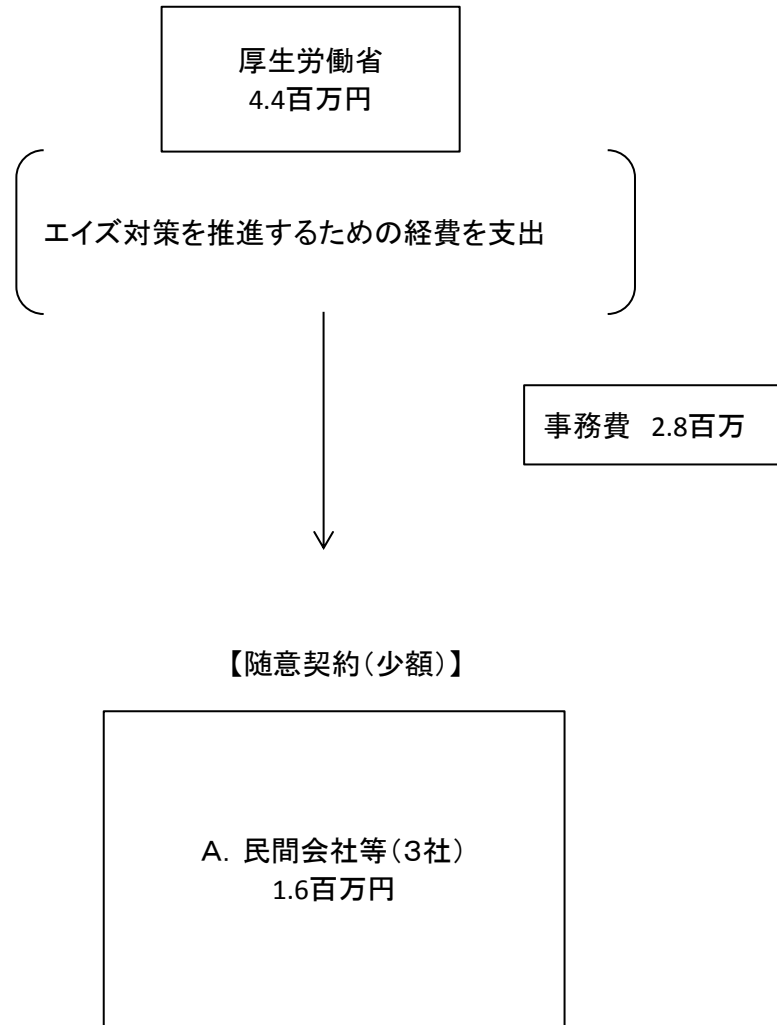 厚生労働省
4.4百万円
エイズ対策を推進するための経費を支出
事務費 2.8百万
【随意契約（少額）】
A．民間会社等（3社）
1.6百万円